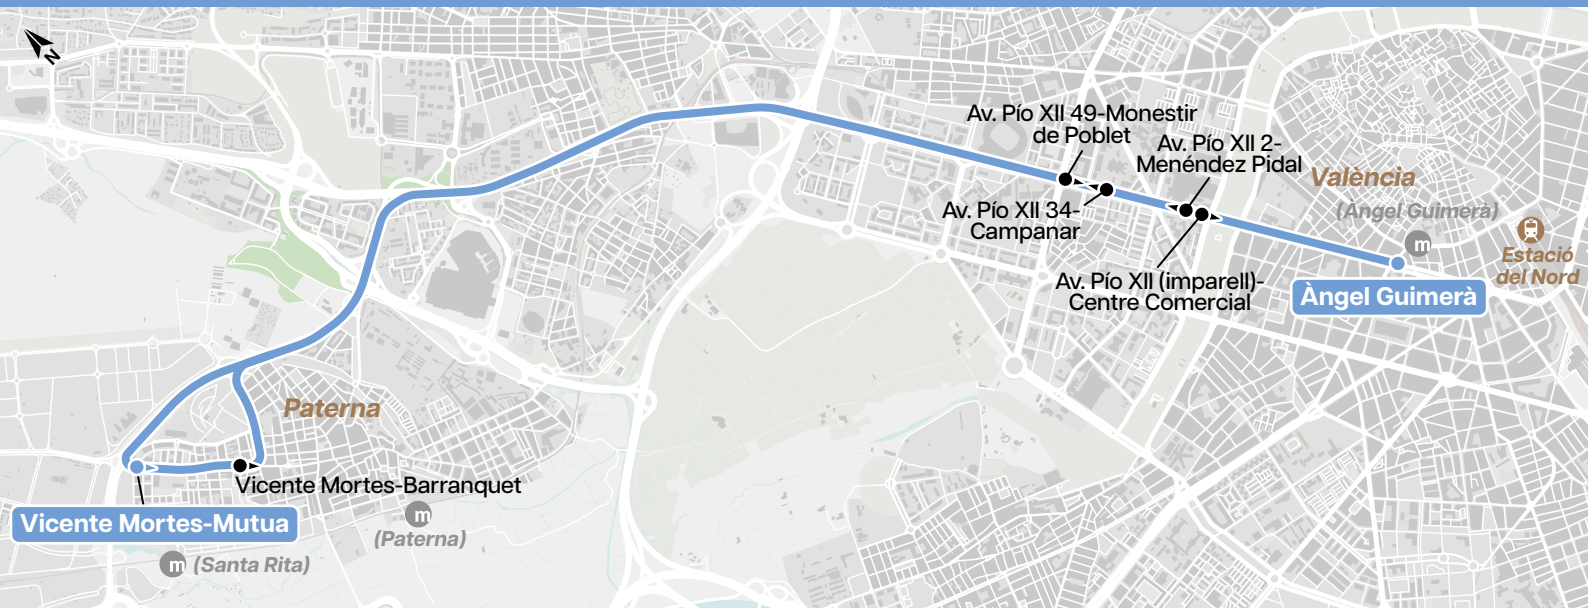 N
Av. Pío XII 49-Monestir
de Poblet
Av. Pío XII 2-
Menéndez Pidal
València
(Àngel Guimerà)
m
Av. Pío XII 34-
Campanar
Estació
del Nord
Av. Pío XII (imparell)-
Centre Comercial
Àngel Guimerà
Paterna
Vicente Mortes-Barranquet
Vicente Mortes-Mutua
m
(Paterna)
m (Santa Rita)